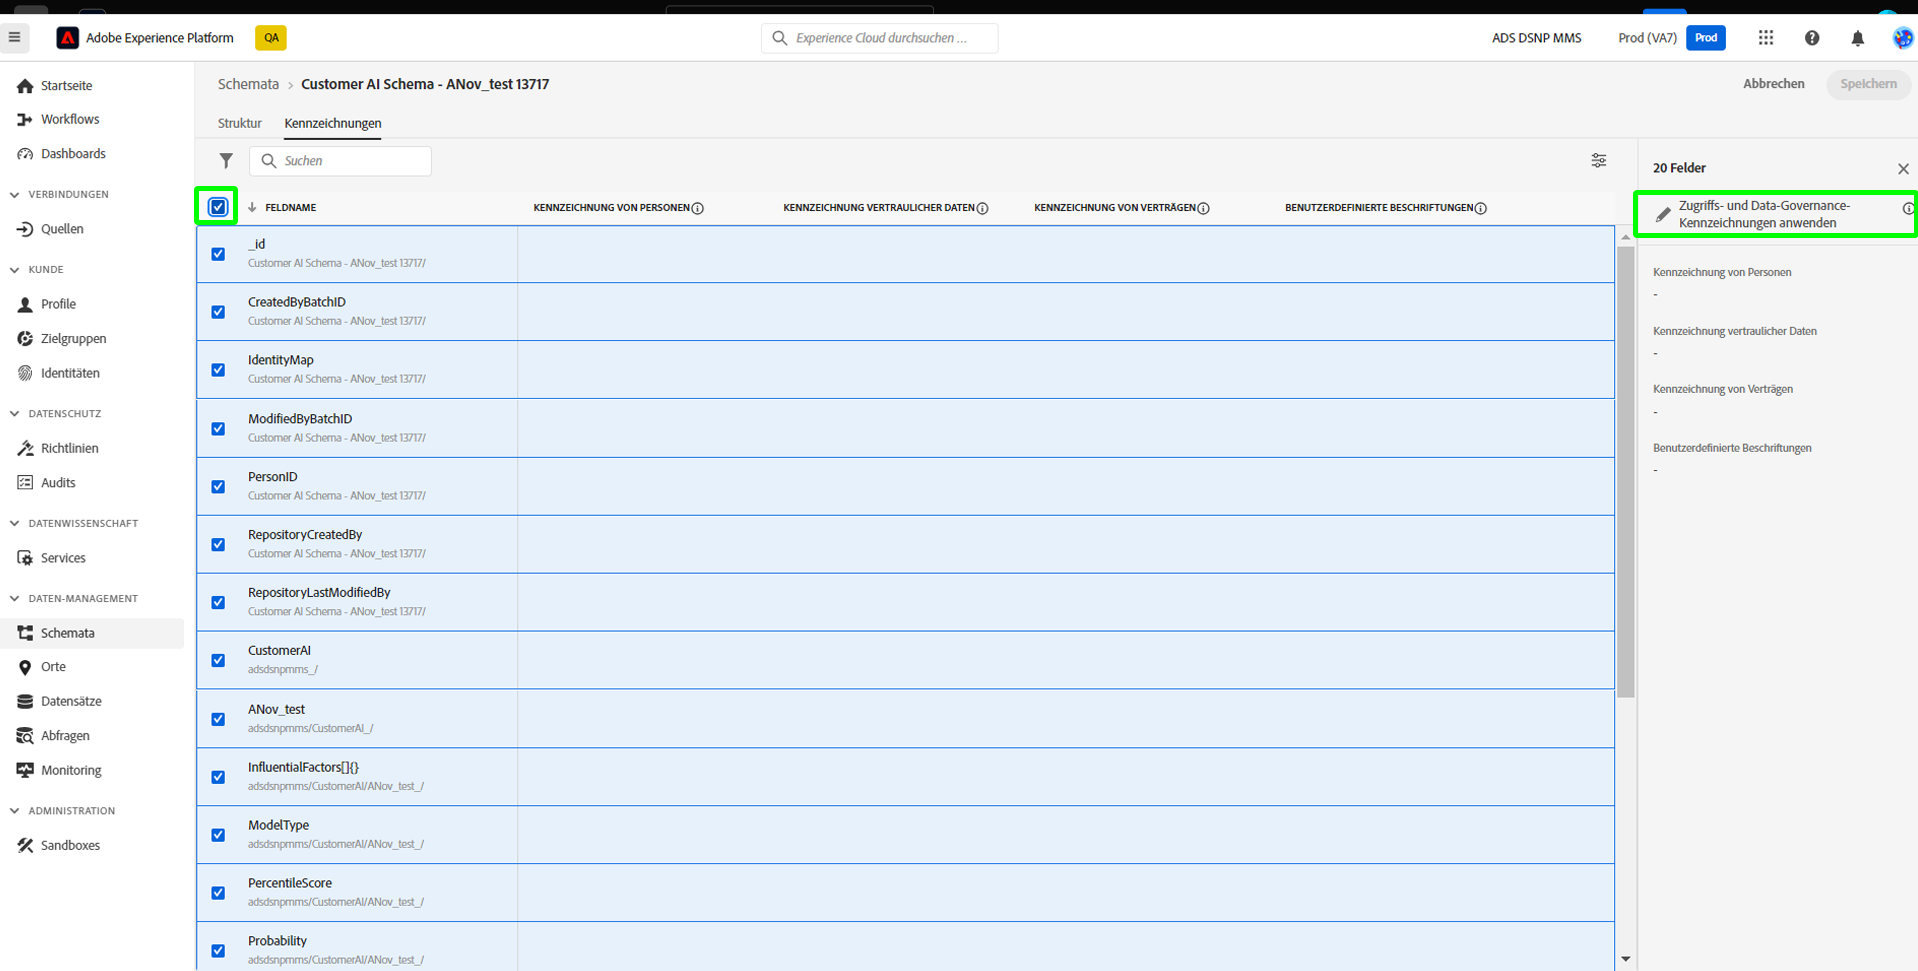 Adobe Experience Platform
QA
Experience Cloud durchsuchen ...
ADS DSNP MMS
Prod (VA7)
Prod
Startseite
Workflows
Dashboards
VERBINDUNGEN
Quellen
KUNDE
Profile
Zielgruppen
Identitäten
DATENSCHUTZ
Richtlinien
Audits
DATENWISSENSCHAFT
Services
DATEN-MANAGEMENT
Schemata
Orte
Datensätze
Abfragen
Monitoring
ADMINISTRATION
Sandboxes
Schemata > Customer AI Schema - ANov_test 13717
Abbrechen
Speichern
Struktur
Kennzeichnungen
Suchen
FELDNAME
KENNZEICHNUNG VON PERSONEN
KENNZEICHNUNG VERTRAULICHER DATEN
KENNZEICHNUNG VON VERTRÄGEN
BENUTZERDEFINIERTE BESCHRIFTUNGEN
_id
Customer AI Schema - ANov_test 13717/
CreatedByBatchID
Customer AI Schema - ANov_test 13717/
IdentityMap
Customer AI Schema - ANov_test 13717/
ModifiedByBatchID
Customer AI Schema - ANov_test 13717/
PersonID
Customer AI Schema - ANov_test 13717/
RepositoryCreatedBy
Customer AI Schema - ANov_test 13717/
RepositoryLastModifiedBy
Customer AI Schema - ANov_test 13717/
CustomerAI
adsdsnpmms_/
ANov_test
adsdsnpmms/CustomerAI_/
InfluentialFactors[]{}
adsdsnpmms/CustomerAI/ANov_test_/
ModelType
adsdsnpmms/CustomerAI/ANov_test_/
PercentileScore
adsdsnpmms/CustomerAI/ANov_test_/
Probability
adsdsnpmms/CustomerAI/ANov_test_/
20 Felder
Zugriffs- und Data-Governance-
Kennzeichnungen anwenden
Kennzeichnung von Personen
-
Kennzeichnung vertraulicher Daten
-
Kennzeichnung von Verträgen
-
Benutzerdefinierte Beschriftungen
-